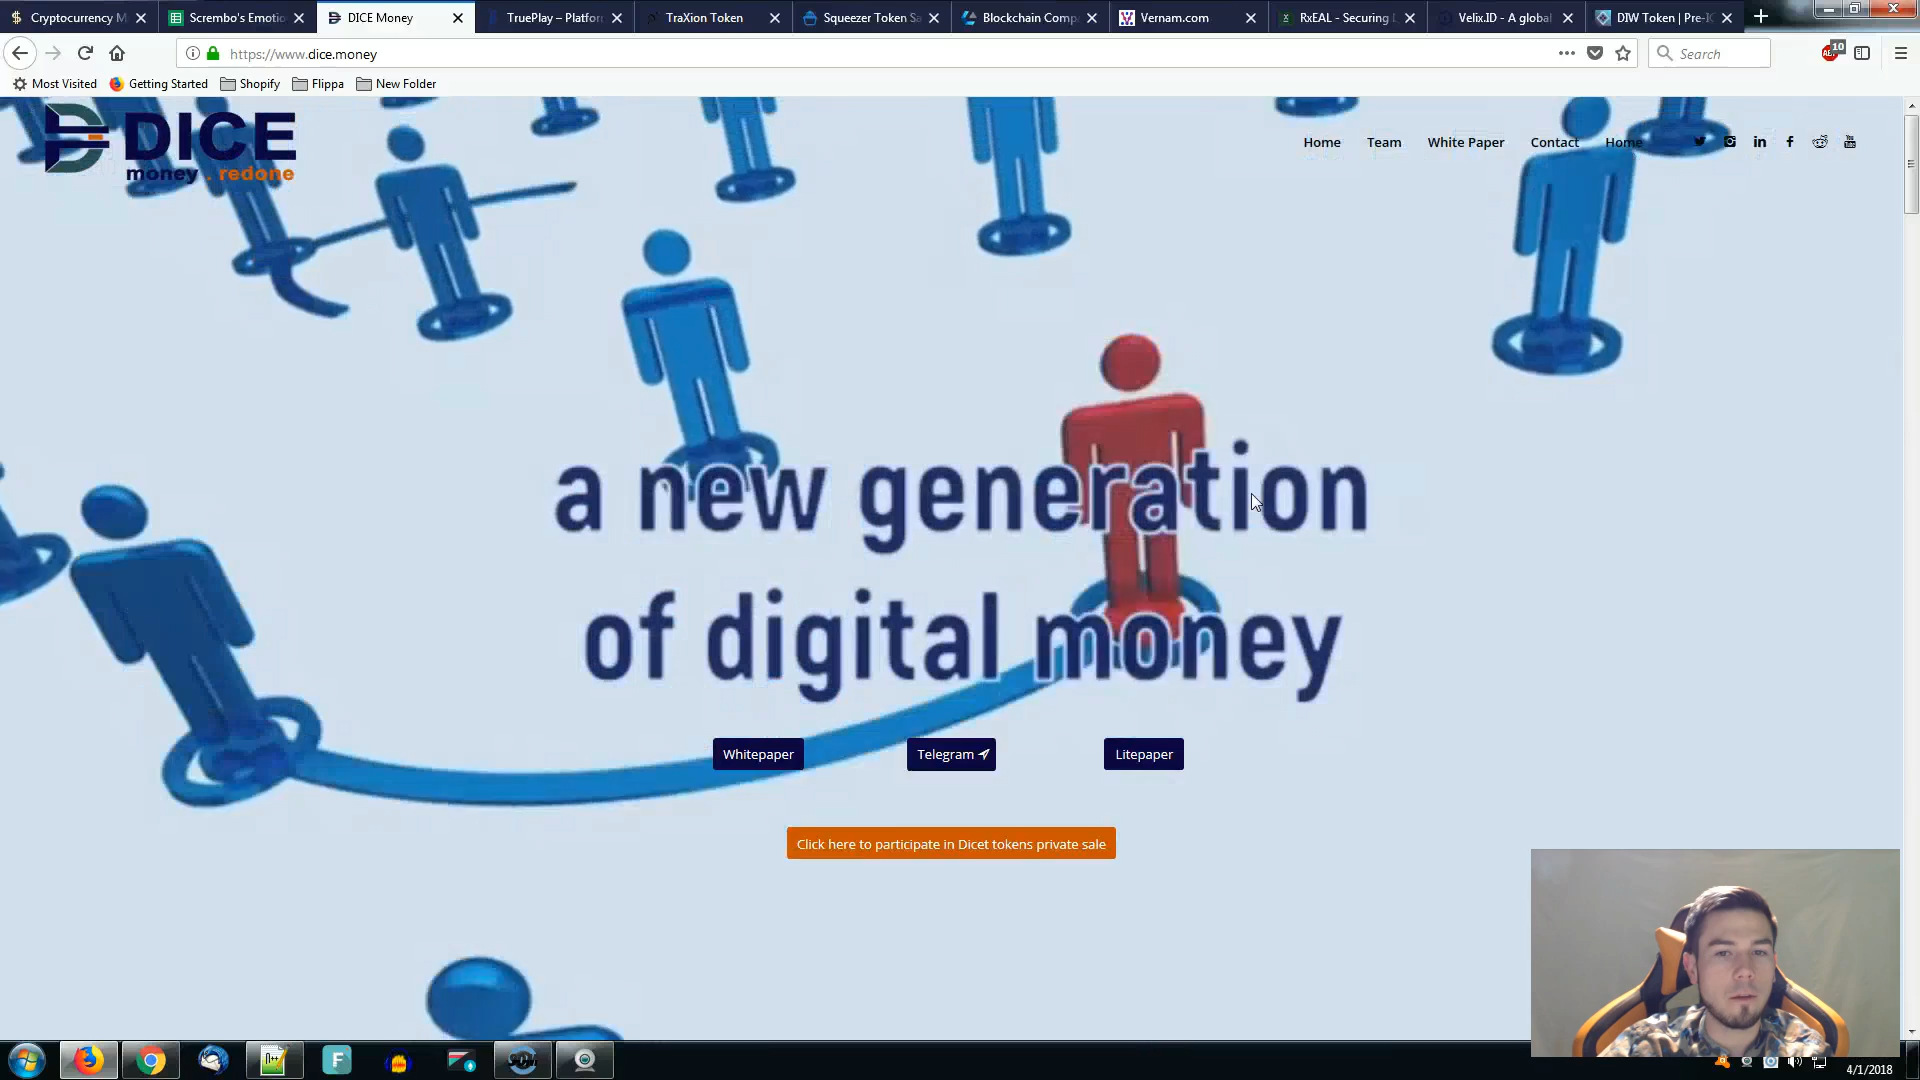 Cryptocurrency M
Scrembo's Emotio
DICE Money
TruePlay – Platfor
TraXion Token
Squeezer Token Sa
Blockchain Comp
Vernam.com
RxEAL - Securing
Velix.ID - A global
DIW Token | Pre-I
https://www.dice.money
Search
10
Most Visited
Getting Started
Shopify
Flippa
New Folder
DICE
money . redone
Home
Team
White Paper
Contact
Home
a new generation
of digital money
Whitepaper
Telegram
Litepaper
Click here to participate in Dicet tokens private sale
4/1/2018